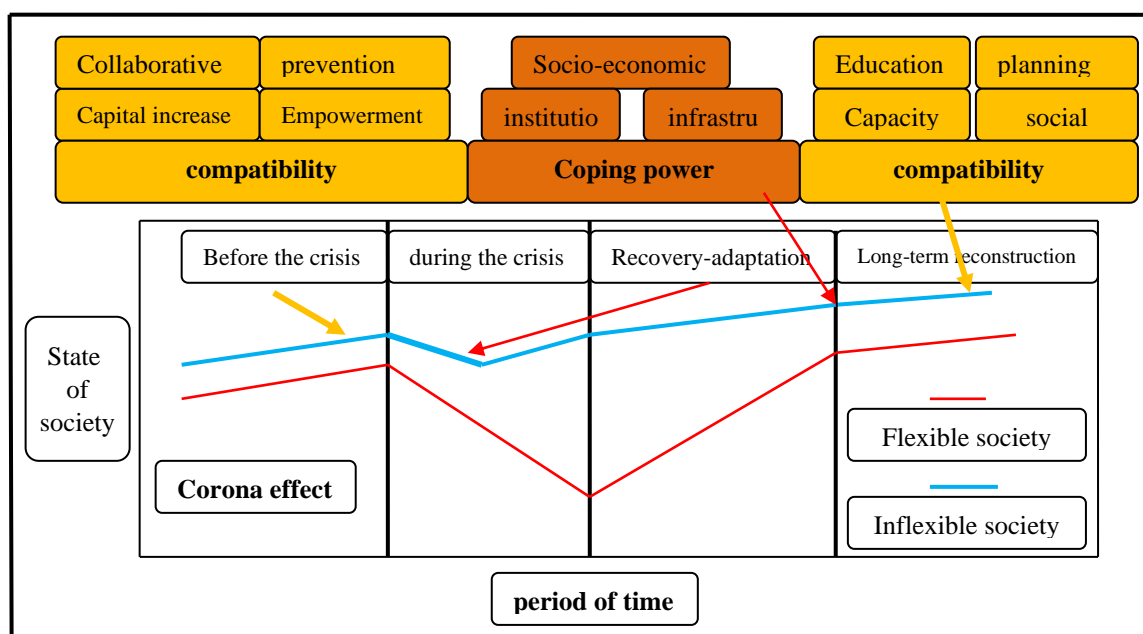 Collaborative
prevention
Socio-economic
Education
planning
Capital increase
Empowerment
institutio
infrastru
Capacity
social
compatibility
Coping power
compatibility
Before the crisis
during the crisis
Recovery-adaptation
Long-term reconstruction
State
of
society
Flexible society
Corona effect
Inflexible society
period of time